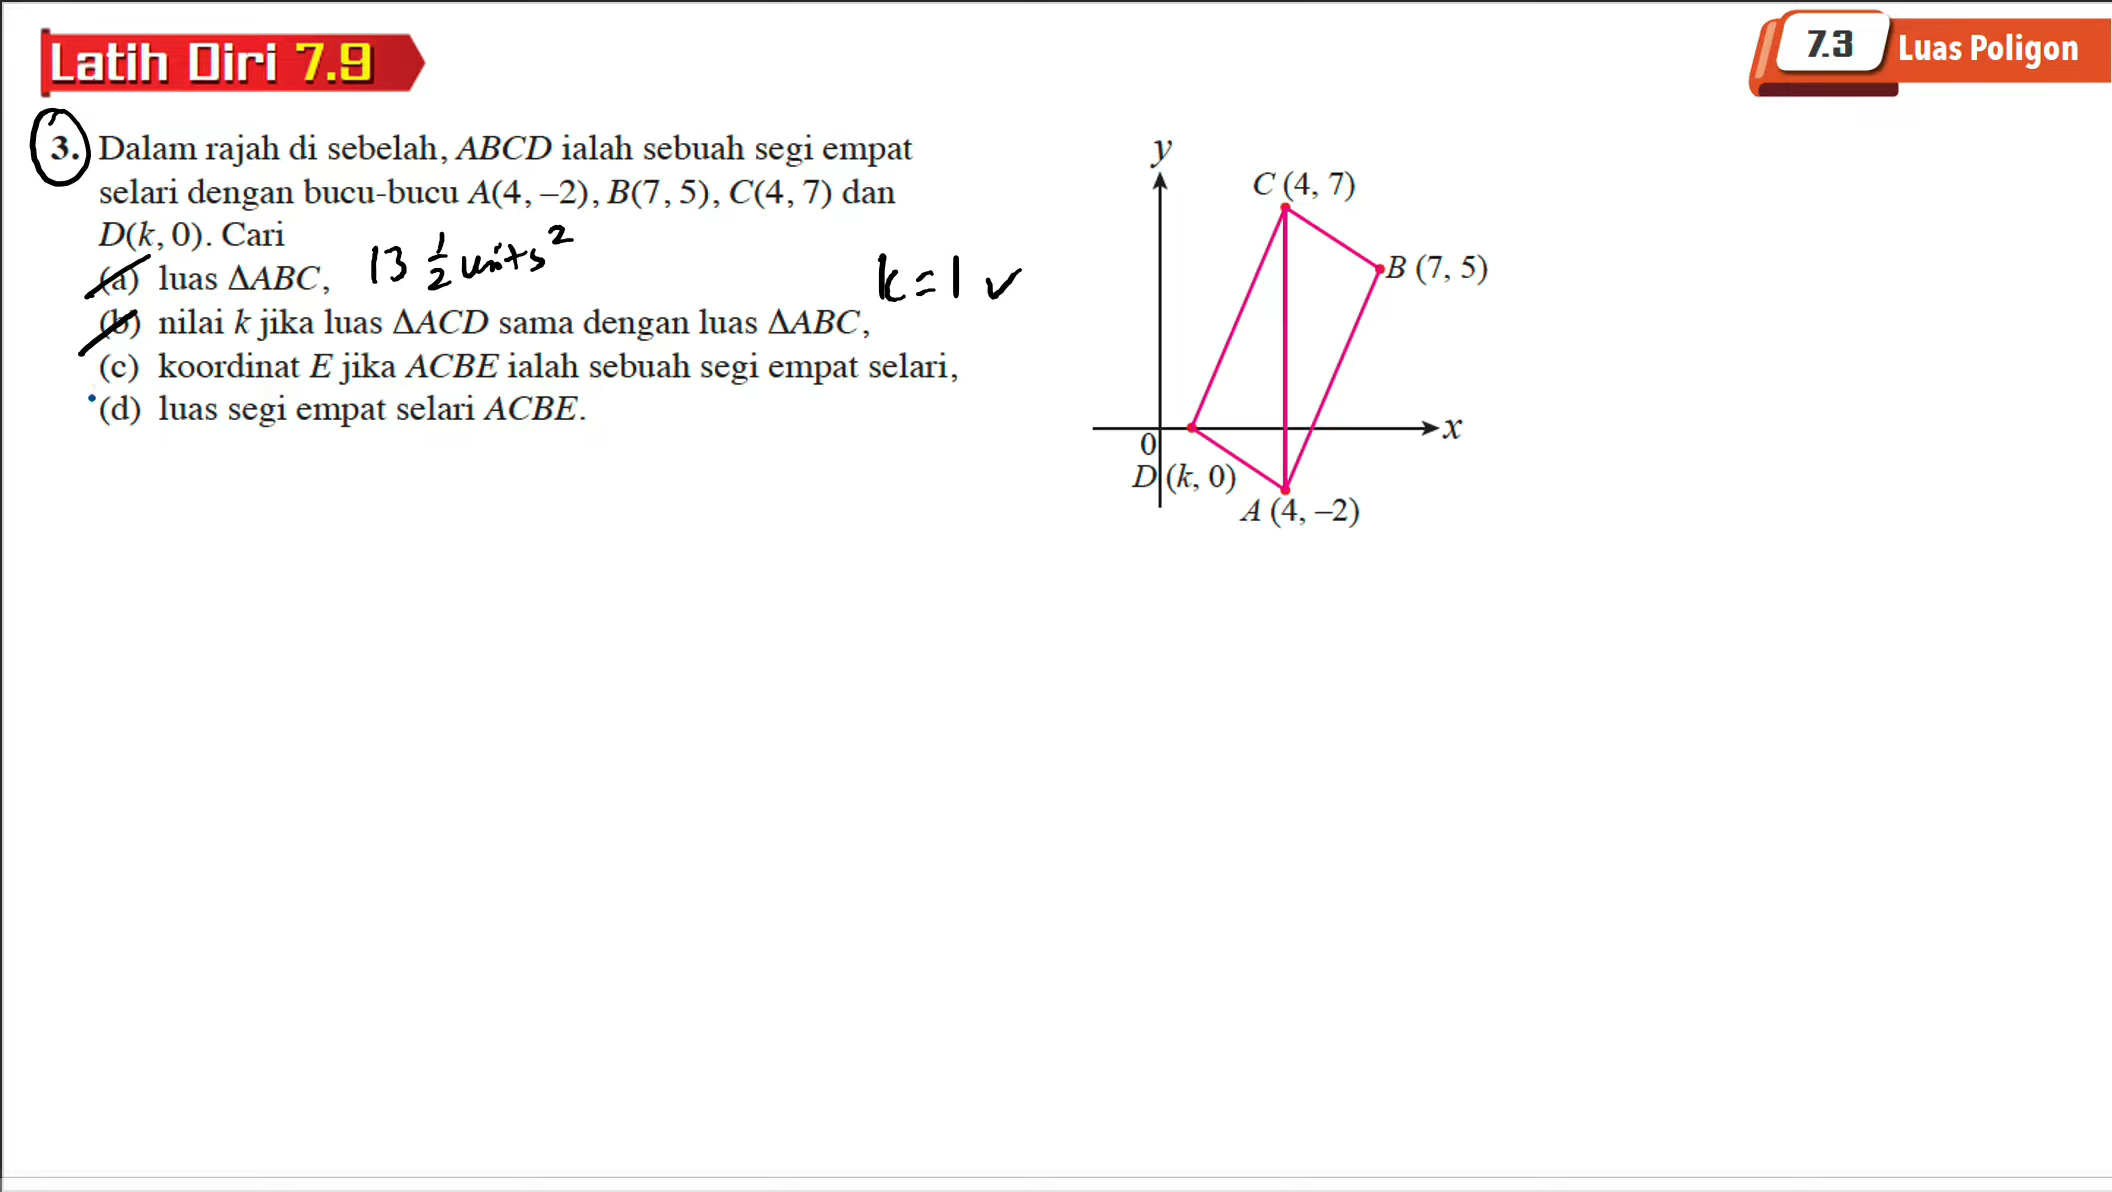 Latih Diri 7.9
7.3 Luas Poligon
3. Dalam rajah di sebelah, ABCD ialah sebuah segi empat
selari dengan bucu-bucu A(4, –2), B(7, 5), C(4, 7) dan
D(k, 0). Cari
(a) luas ΔABC, 13 1/2 units²
k = 1 ✓
(b) nilai k jika luas ΔACD sama dengan luas ΔABC,
(c) koordinat E jika ACBE ialah sebuah segi empat selari,
(d) luas segi empat selari ACBE.
y
C (4, 7)
B (7, 5)
x
0
D (k, 0)
A (4, –2)